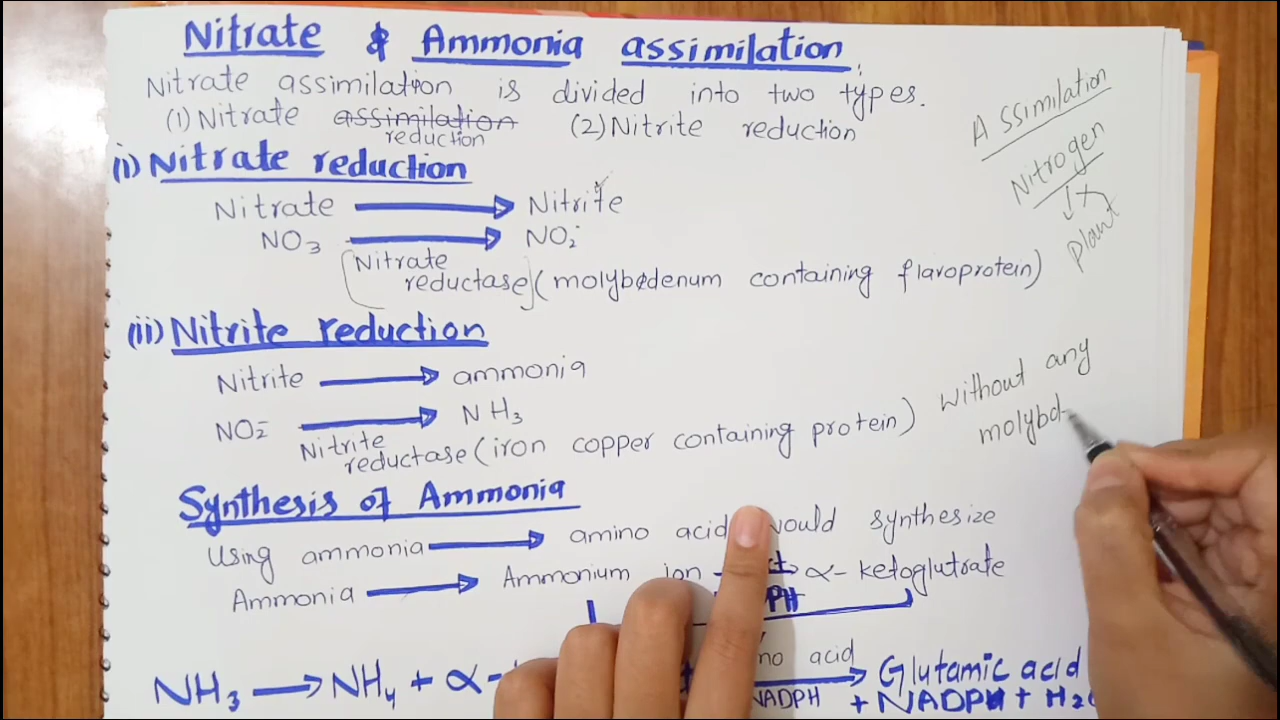 Nitrate & Ammonia assimilation
Nitrate assimilation is divided into two types.
(1) Nitrate assimilation (2) Nitrite reduction
reduction
(i) Nitrate reduction
Nitrate → Nitrite
NO3 → NO2-
Nitrate
reductase (molybdenum containing flavoprotein)
(ii) Nitrite reduction
Nitrite → ammonia
NO2- → NH3
Nitrite
reductase (iron copper containing protein)
Synthesis of Ammonia
Using ammonia → amino acid would synthesize
Ammonia → Ammonium ion → α- ketoglutrate
NH3 → NH4 + α- acid → Glutamic acid
NADPH + NADPH + H2
Assimilation
Nitrogen
plant
Without any
molybd